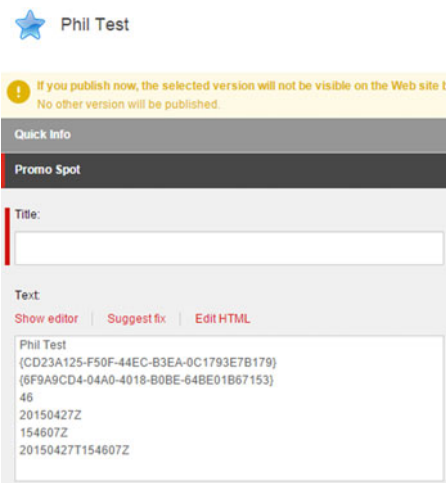 Phil Test
If you publish now, the selected version will not be visible on the Web site
No other version will be published.
Quick Info
Promo Spot
Title:
Text:
Show editor | Suggest fix | Edit HTML
Phil Test
{CD23A125-F50F-44EC-B3EA-0C1793E7B179}
{6F9A9CD4-04A0-4018-B0BE-64BE01B67153}
46
20150427Z
154607Z
20150427T154607Z